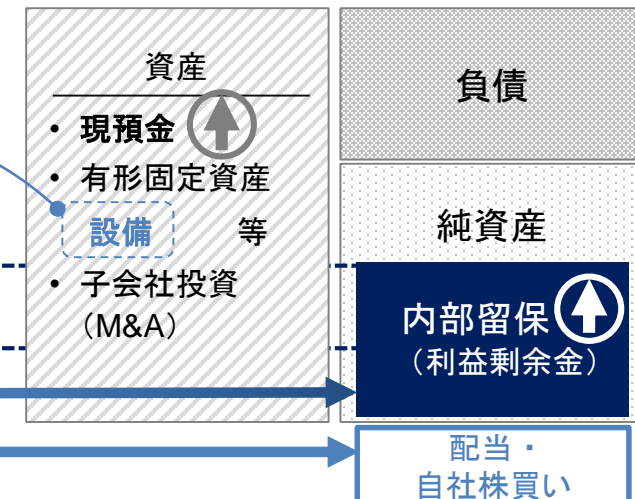 資産
• 現預金
• 有形固定資産
設備 等
• 子会社投資
（M&A）
負債
純資産
内部留保
（利益剰余金）
配当・
自社株買い